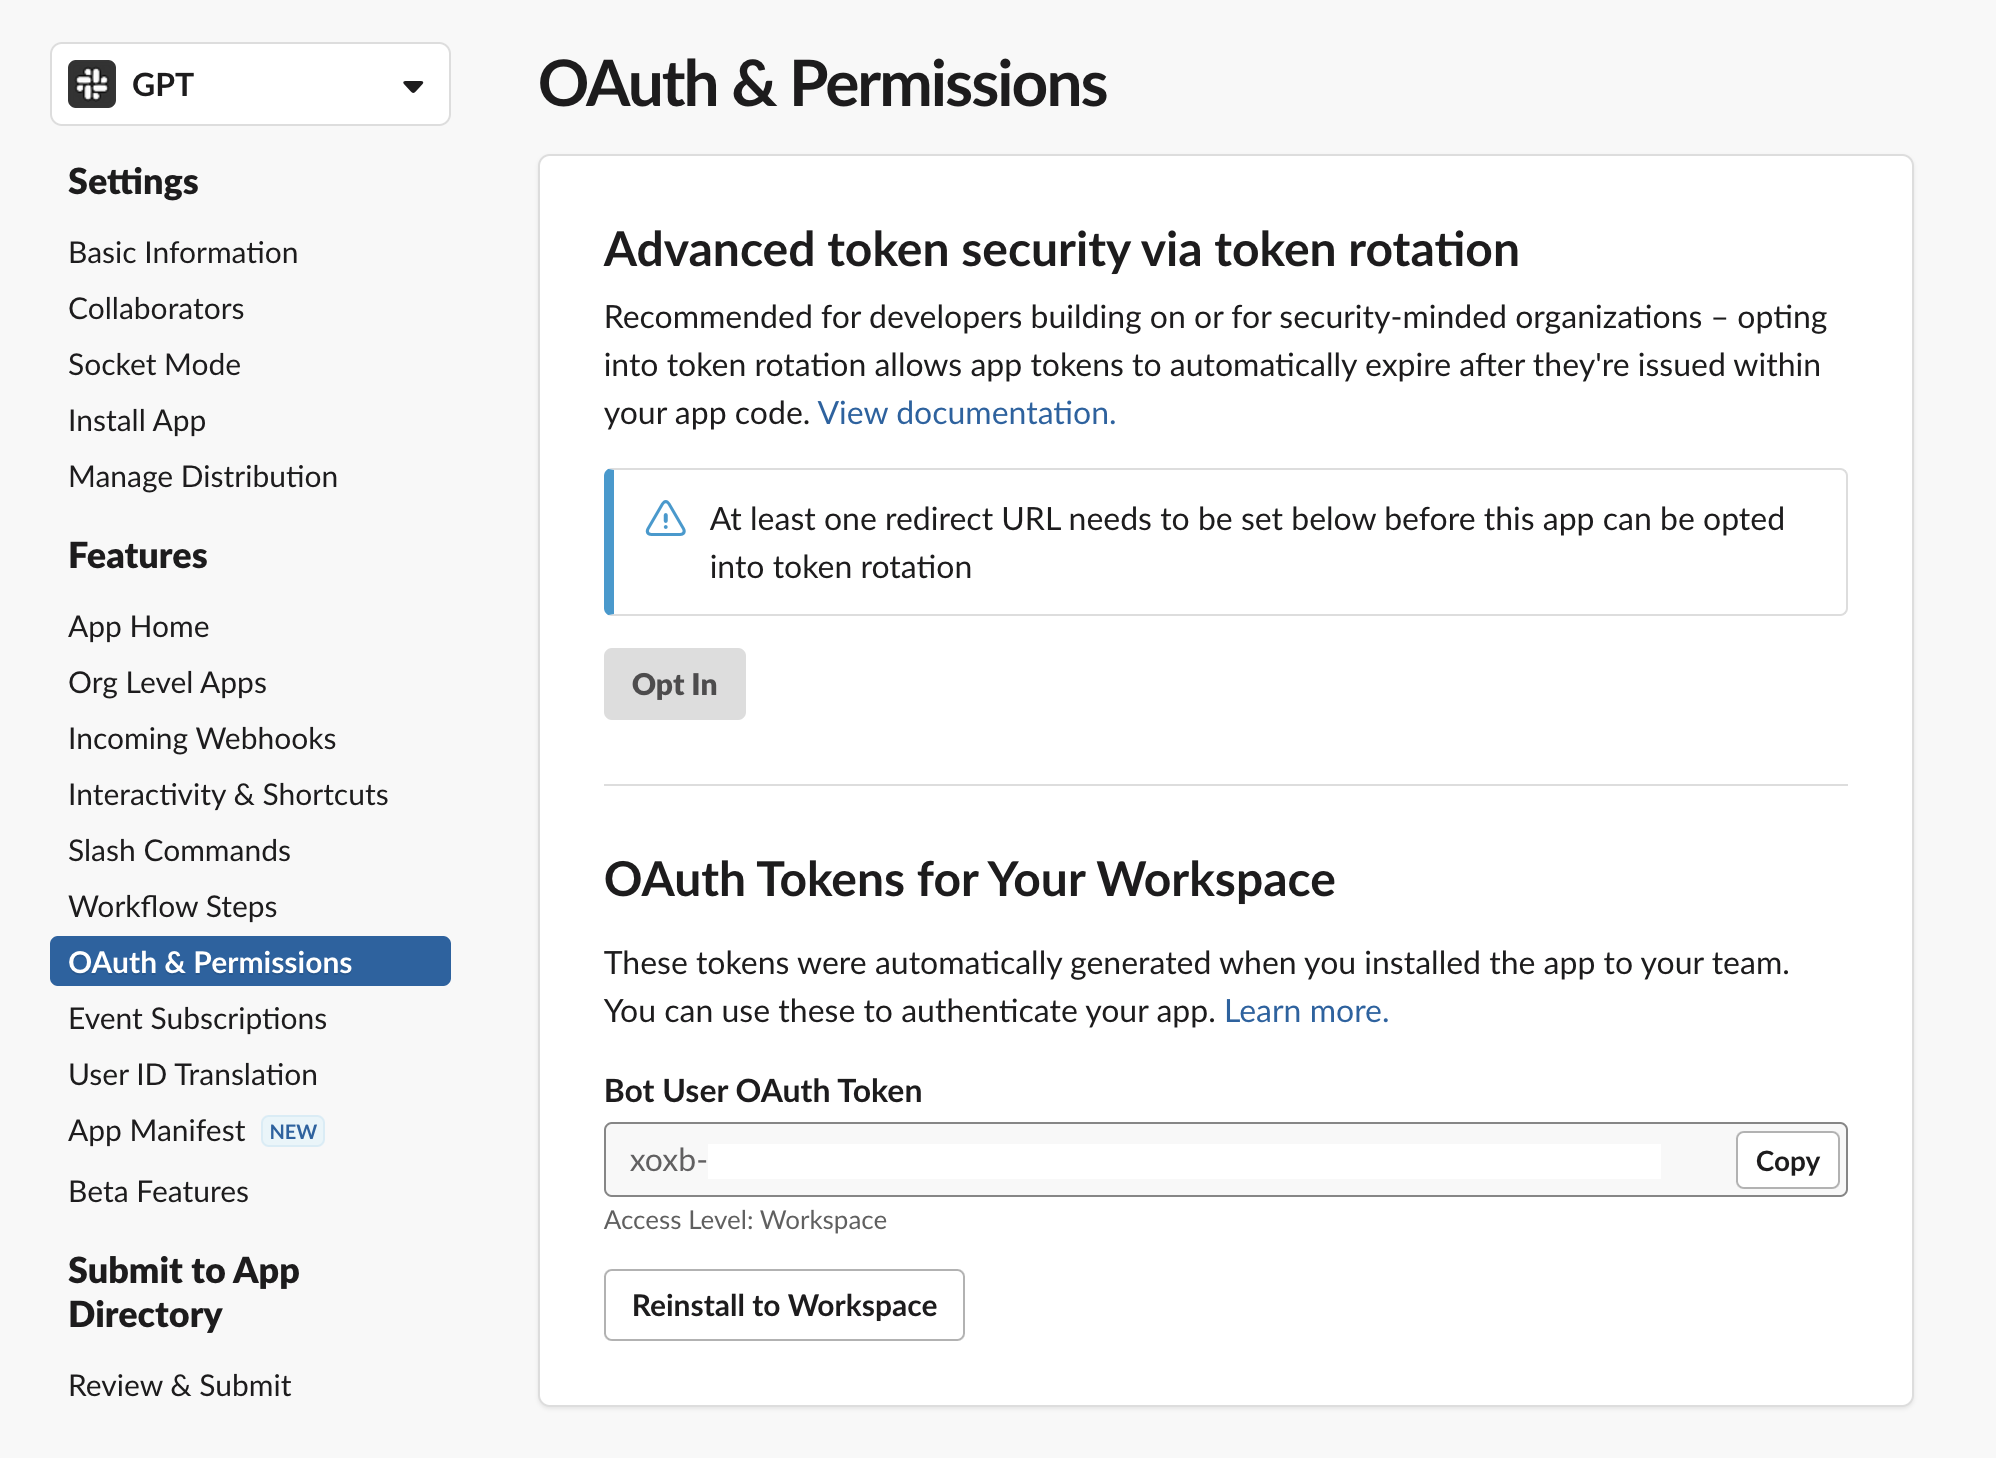 GPT
Settings
Basic Information
Collaborators
Socket Mode
Install App
Manage Distribution
Features
App Home
Org Level Apps
Incoming Webhooks
Interactivity & Shortcuts
Slash Commands
Workflow Steps
OAuth & Permissions
Event Subscriptions
User ID Translation
App Manifest NEW
Beta Features
Submit to App
Directory
Review & Submit
OAuth & Permissions
Advanced token security via token rotation
Recommended for developers building on or for security-minded organizations – opting
into token rotation allows app tokens to automatically expire after they're issued within
your app code. View documentation.
At least one redirect URL needs to be set below before this app can be opted
into token rotation
Opt In
OAuth Tokens for Your Workspace
These tokens were automatically generated when you installed the app to your team.
You can use these to authenticate your app. Learn more.
Bot User OAuth Token
xoxb- Copy
Access Level: Workspace
Reinstall to Workspace